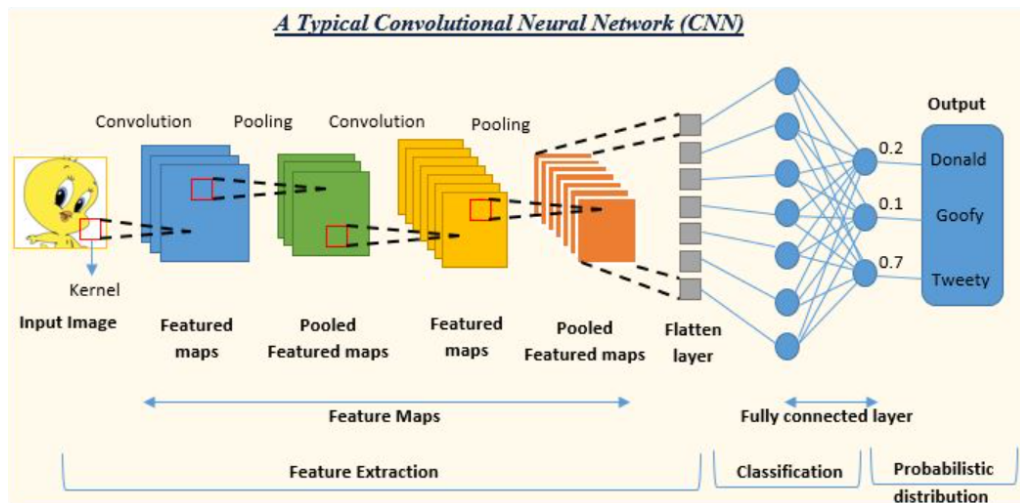 A Typical Convolutional Neural Network (CNN)
Convolution
Pooling
Convolution
Pooling
Output
0.2
Donald
0.1
Goofy
0.7
Tweety
Kernel
Input Image
Featured
maps
Pooled
Featured maps
Featured
maps
Pooled
Featured maps
Flatten
layer
Feature Maps
Fully connected layer
Feature Extraction
Classification
Probabilistic
distribution